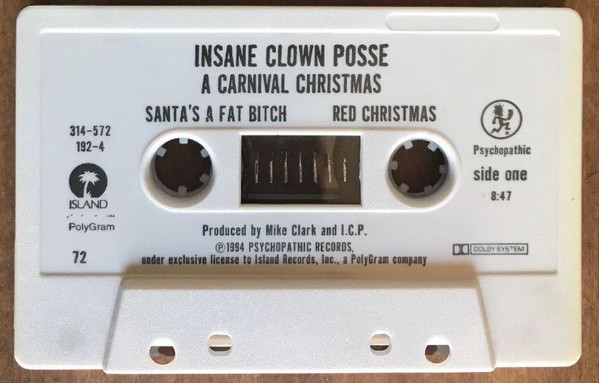 INSANE CLOWN POSSE
A CARNIVAL CHRISTMAS
SANTA'S A FAT BITCH RED CHRISTMAS
314-572
192-4
ISLAND
PolyGram
72
Psychopathic
side one
8:47
Produced by Mike Clark and I.C.P.
℗1994 PSYCHOPATHIC RECORDS,
under exclusive license to Island Records, Inc., a PolyGram company
DOLBY SYSTEM